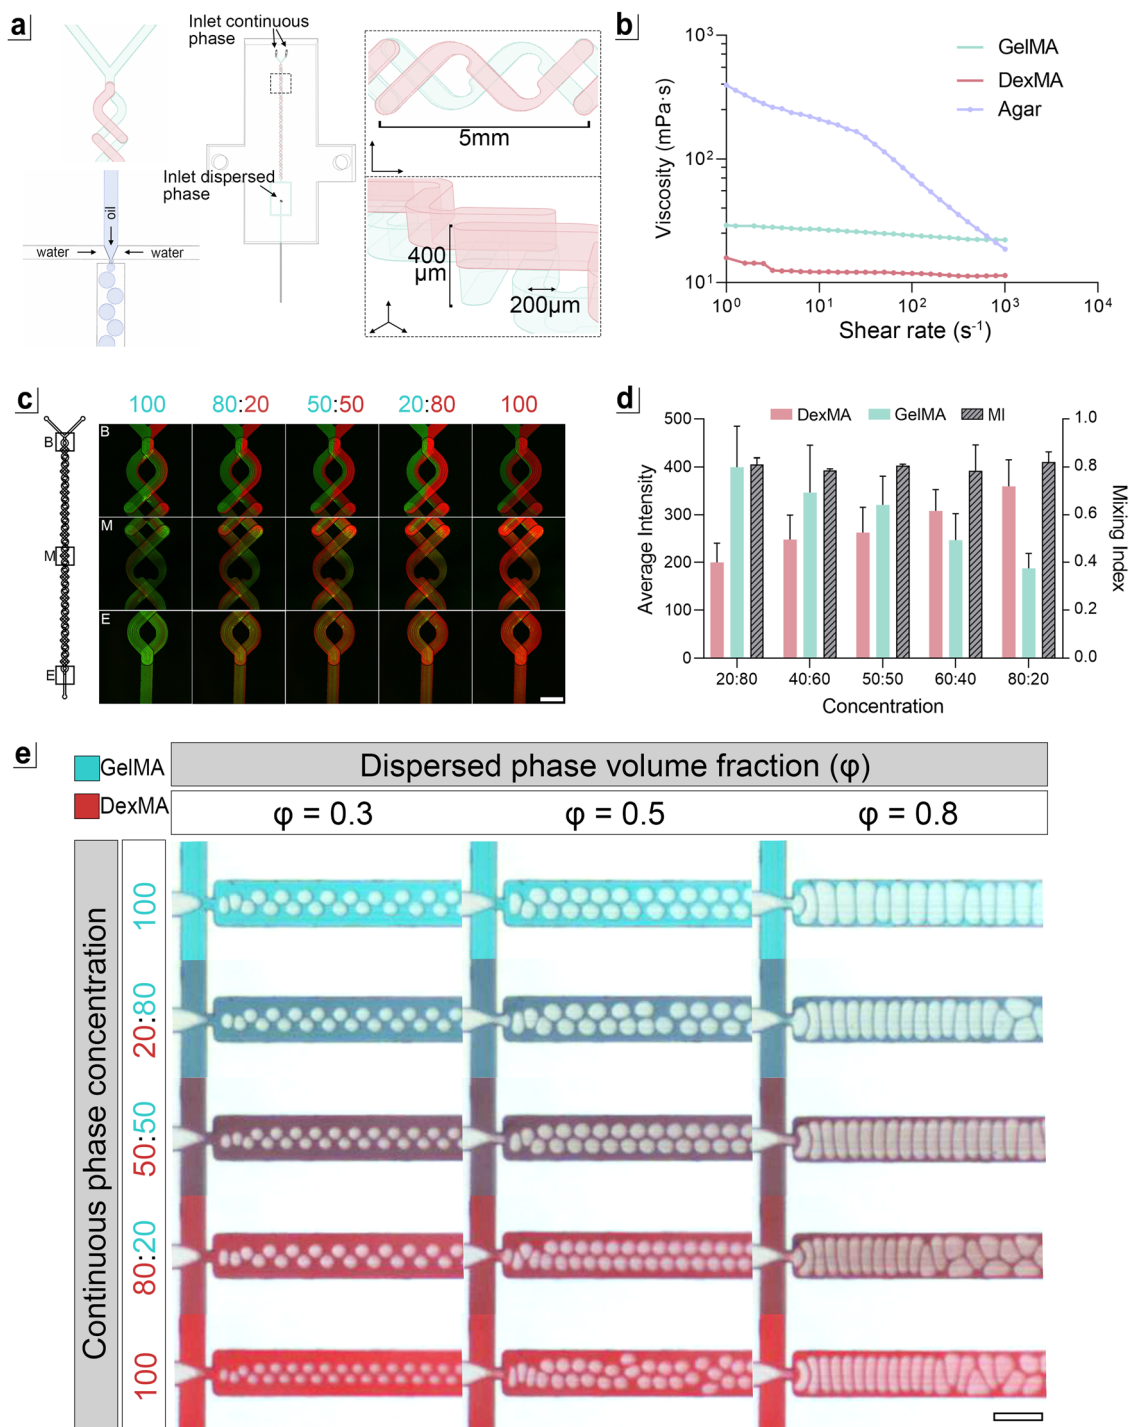 a
Inlet continuous
phase
Inlet dispersed
phase
oil
water
water
5mm
400
µm
200µm
b
Viscosity (mPa·s)
10³
10²
10¹
10⁰
10¹
10²
10³
10⁴
Shear rate (s⁻¹)
GelMA
DexMA
Agar
c
100
80:20
50:50
20:80
100
B
M
E
B
M
E
d
DexMA
GelMA
MI
Average Intensity
500
400
300
200
100
0
1.0
0.8
0.6
0.4
0.2
0.0
Mixing Index
20:80
40:60
50:50
60:40
80:20
Concentration
e
GelMA
DexMA
Dispersed phase volume fraction (φ)
φ = 0.3
φ = 0.5
φ = 0.8
Continuous phase concentration
100
20:80
50:50
80:20
100